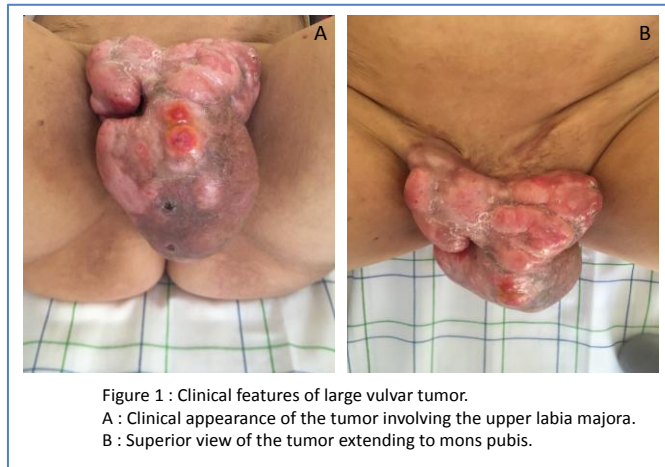 A
B
Figure 1 : Clinical features of large vulvar tumor.
A : Clinical appearance of the tumor involving the upper labia majora.
B : Superior view of the tumor extending to mons pubis.